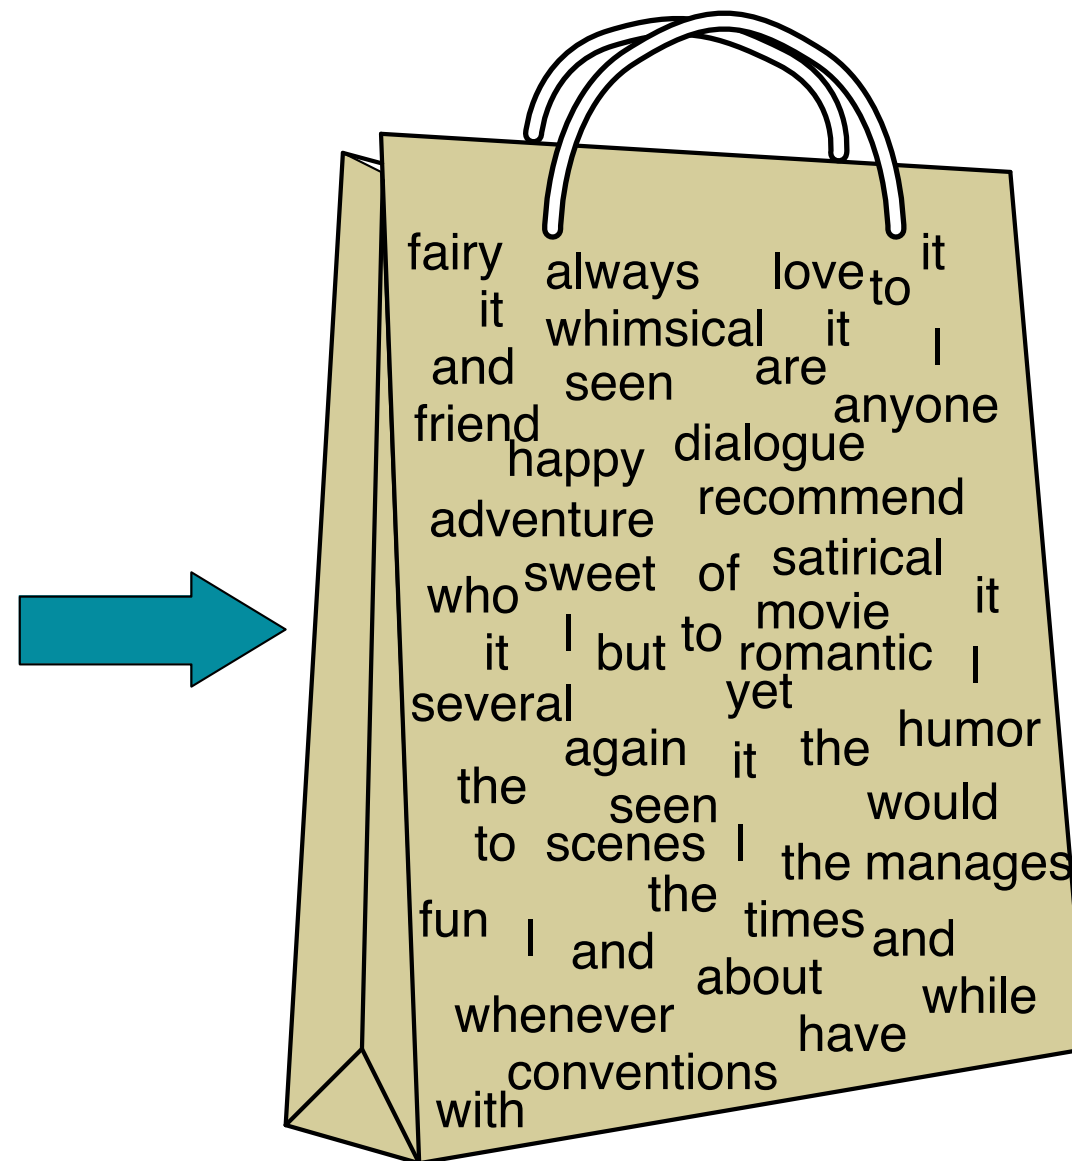 fairy always love to it
it whimsical it I
and seen are anyone
friend happy dialogue
adventure recommend
who sweet of satirical it
it I but to movie romantic I
several yet
again it the humor
the seen would
to scenes I the manages
fun I and the times and
whenever about have while
conventions
with